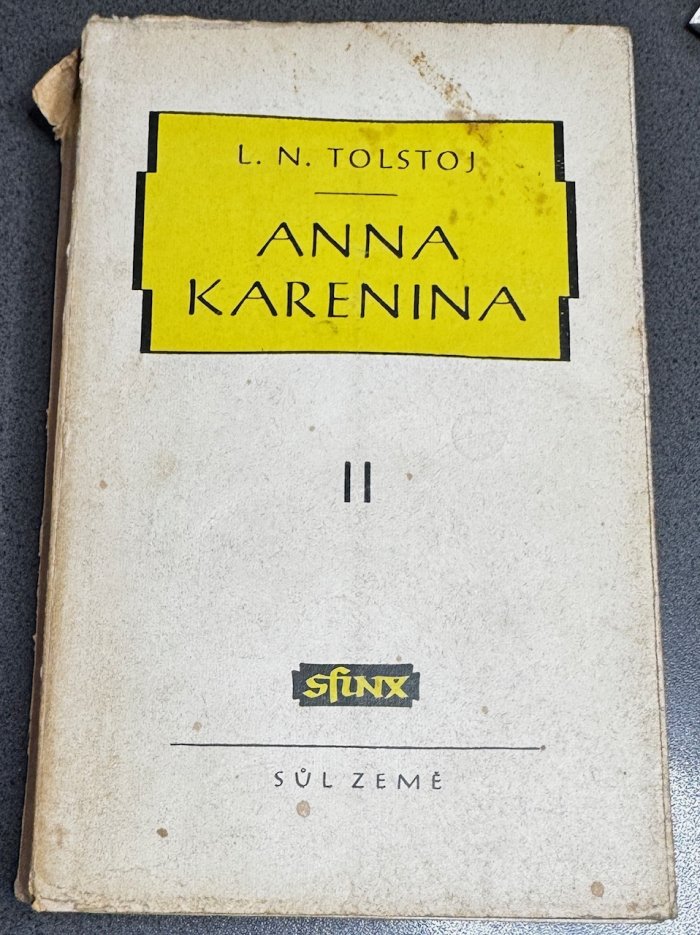 L. N. TOLSTOJ
ANNA
KARENINA
II
sfinx
SŮL ZEMĚ